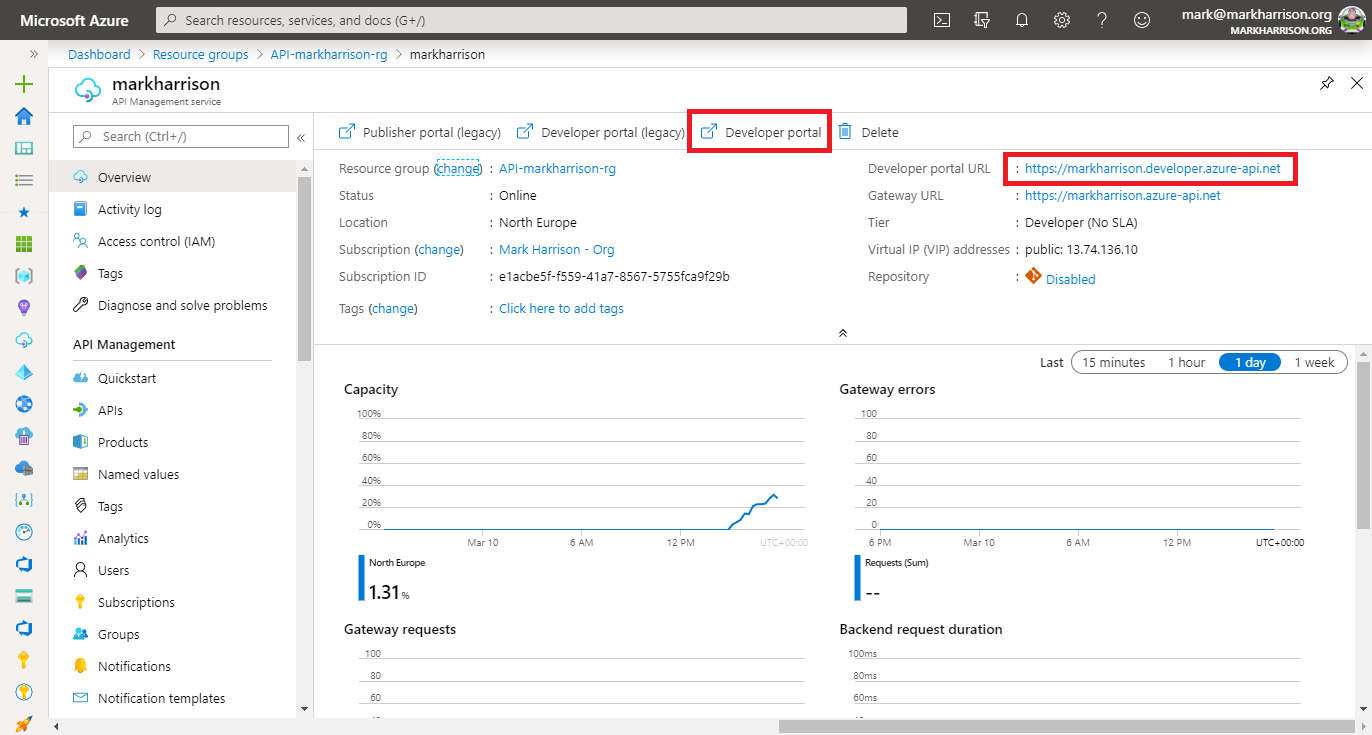 Microsoft Azure
Search resources, services, and docs (G+/)
mark@markharrison.org
MARKHARRISON.ORG
Dashboard > Resource groups > API-markharrison-rg > markharrison
markharrison
API Management service
Search (Ctrl+/)
Overview
Activity log
Access control (IAM)
Tags
Diagnose and solve problems
API Management
Quickstart
APIs
Products
Named values
Tags
Analytics
Users
Subscriptions
Groups
Notifications
Notification templates
Publisher portal (legacy) Developer portal (legacy) Developer portal Delete
Resource group (change) : API-markharrison-rg
Status : Online
Location : North Europe
Subscription (change) : Mark Harrison - Org
Subscription ID : e1acbe5f-f559-41a7-8567-5755fca9f29b
Tags (change) : Click here to add tags
Developer portal URL : https://markharrison.developer.azure-api.net
Gateway URL : https://markharrison.azure-api.net
Tier : Developer (No SLA)
Virtual IP (VIP) addresses : public: 13.74.136.10
Repository : Disabled
Last 15 minutes 1 hour 1 day 1 week
Capacity
100%
80%
60%
40%
20%
0%
Mar 10 6 AM 12 PM UTC+00:00
North Europe
1.31%
Gateway errors
100
80
60
40
20
0
6 PM Mar 10 6 AM 12 PM UTC+00:00
Requests (Sum)
--
Gateway requests
100
80
60
Backend request duration
100ms
80ms
60ms